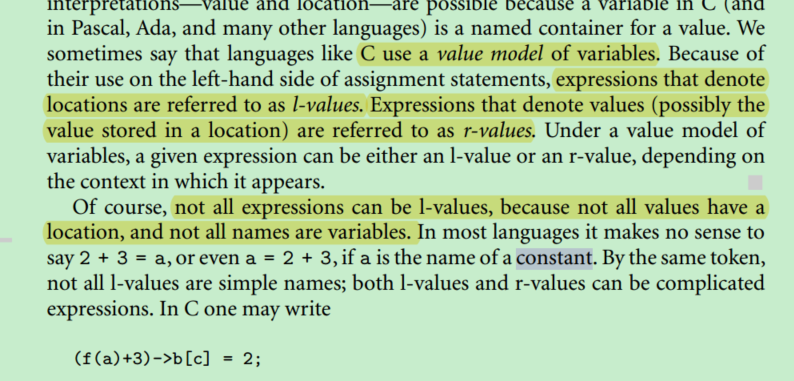 interpretations—value and location—are possible because a variable in C (and
in Pascal, Ada, and many other languages) is a named container for a value. We
sometimes say that languages like C use a value model of variables. Because of
their use on the left-hand side of assignment statements, expressions that denote
locations are referred to as l-values. Expressions that denote values (possibly the
value stored in a location) are referred to as r-values. Under a value model of
variables, a given expression can be either an l-value or an r-value, depending on
the context in which it appears.
Of course, not all expressions can be l-values, because not all values have a
location, and not all names are variables. In most languages it makes no sense to
say 2 + 3 = a, or even a = 2 + 3, if a is the name of a constant. By the same token,
not all l-values are simple names; both l-values and r-values can be complicated
expressions. In C one may write
(f(a)+3)->b[c] = 2;